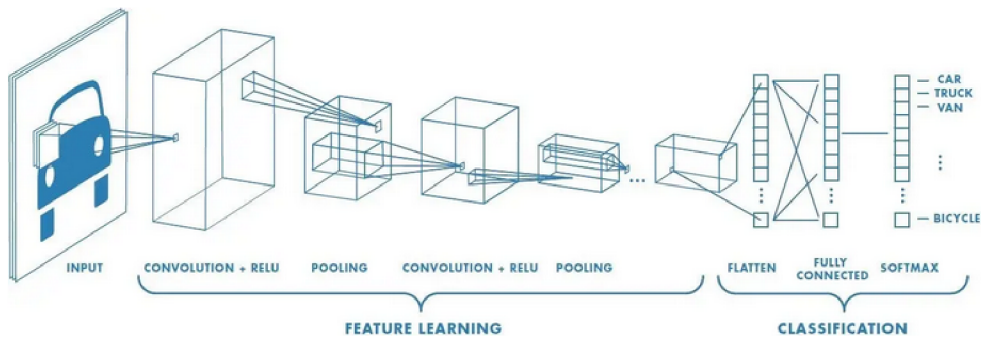 CAR
TRUCK
VAN
BICYCLE
INPUT
CONVOLUTION + RELU
POOLING
CONVOLUTION + RELU
POOLING
FLATTEN
FULLY
CONNECTED
SOFTMAX
FEATURE LEARNING
CLASSIFICATION